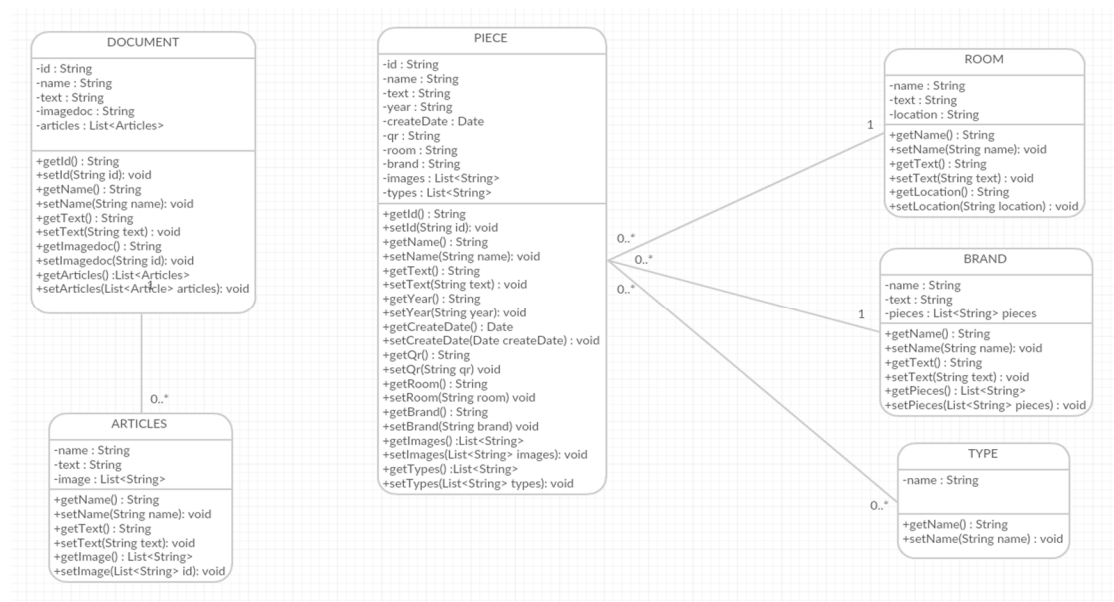 DOCUMENT
-id : String
-name : String
-text : String
-imagedoc : String
-articles : List<Articles>
+getId() : String
+setId(String id): void
+getName() : String
+setName(String name): void
+getText() : String
+setText(String text) : void
+getImagedoc() : String
+setImagedoc(String id): void
+getArticles() :List<Articles>
+setArticles(List<Article> articles): void
1
0..*
ARTICLES
-name : String
-text : String
-image : List<String>
+getName() : String
+setName(String name): void
+getText() : String
+setText(String text): void
+getImage() : List<String>
+setImage(List<String> id): void
PIECE
-id : String
-name : String
-text : String
-year : String
-createDate : Date
-qr : String
-room : String
-brand : String
-images : List<String>
-types : List<String>
+getId() : String
+setId(String id): void
+getName() : String
+setName(String name): void
+getText() : String
+setText(String text) : void
+getYear() : String
+setYear(String year): void
+getCreateDate() : Date
+setCreateDate(Date createDate) : void
+getQr() : String
+setQr(String qr) void
+getRoom() : String
+setRoom(String room) void
+getBrand() : String
+setBrand(String brand) void
+getImages() :List<String>
+setImages(List<String> images): void
+getTypes() :List<String>
+setTypes(List<String> types): void
0..*
0..*
0..*
1
ROOM
-name : String
-text : String
-location : String
+getName() : String
+setName(String name): void
+getText() : String
+setText(String text) : void
+getLocation() : String
+setLocation(String location) : void
1
BRAND
-name : String
-text : String
-pieces : List<String> pieces
+getName() : String
+setName(String name): void
+getText() : String
+setText(String text) : void
+getPieces() : List<String>
+setPieces(List<String> pieces) : void
0..*
TYPE
-name : String
+getName() : String
+setName(String name) : void